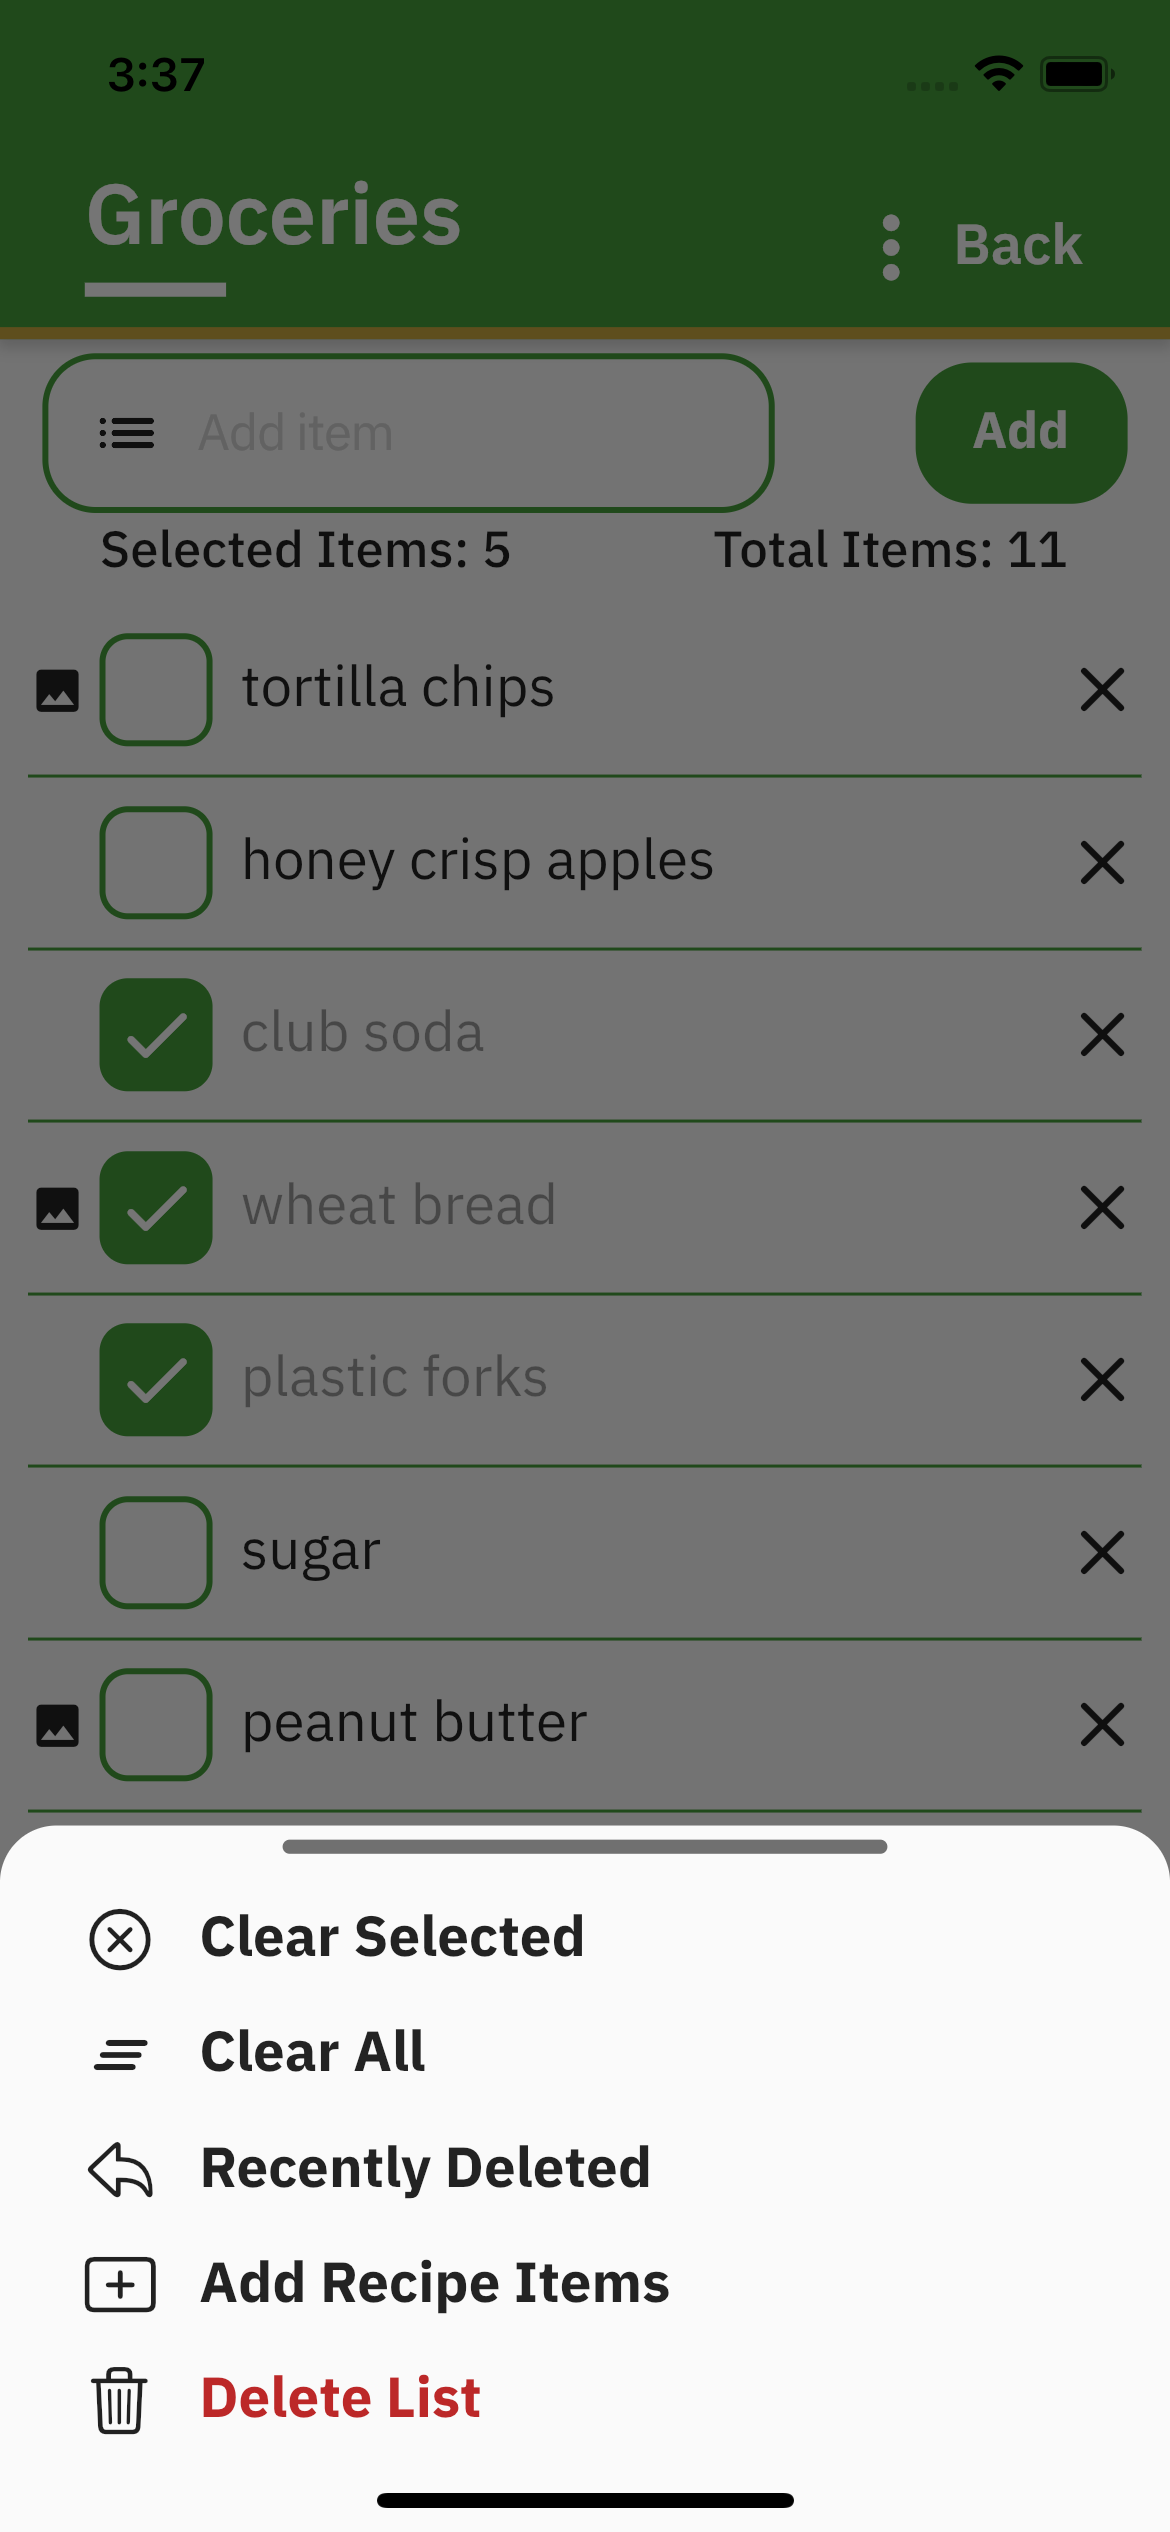 3:37
Groceries
Back
Add item
Add
Selected Items: 5
Total Items: 11
tortilla chips
honey crisp apples
club soda
wheat bread
plastic forks
sugar
peanut butter
Clear Selected
Clear All
Recently Deleted
Add Recipe Items
Delete List